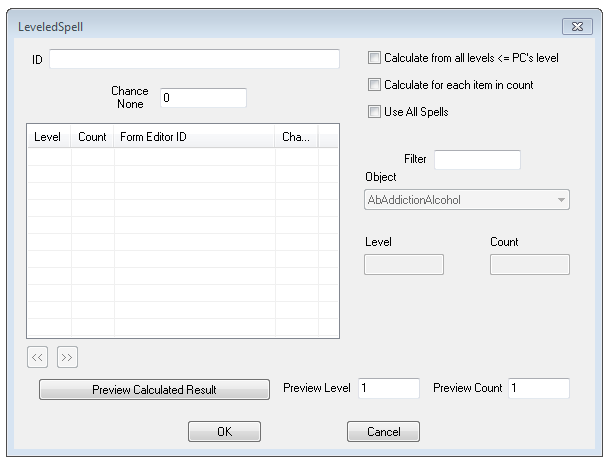 LeveledSpell
ID
Calculate from all levels <= PC's level
Chance
None
0
Calculate for each item in count
Use All Spells
Level Count Form Editor ID Cha...
Filter
Object
AbAddictionAlcohol
Level Count
<< >>
Preview Calculated Result Preview Level 1 Preview Count 1
OK Cancel